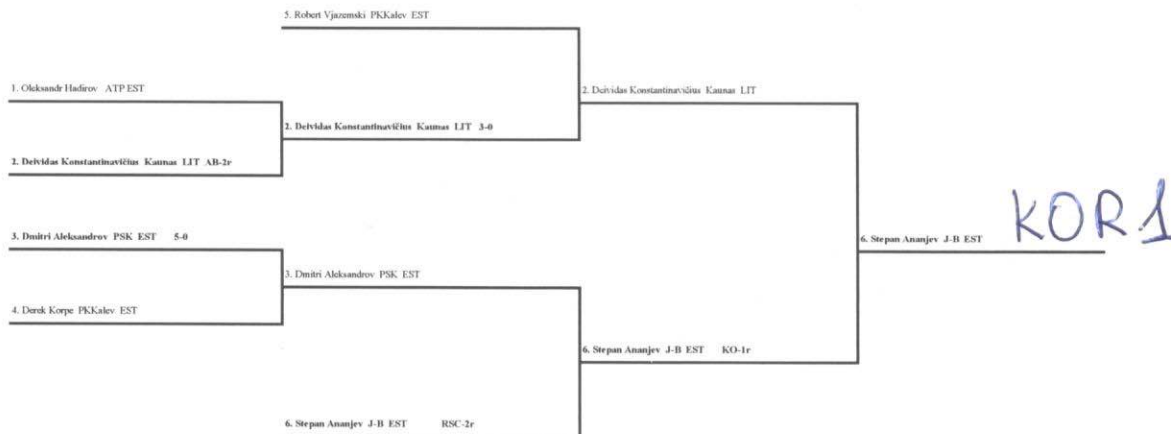 5. Robert Vjazemski PKKalev EST
1. Oleksandr Hadirov ATP EST
2. Deividas Konstantinavičius Kaunas LIT
2. Deividas Konstantinavičius Kaunas LIT 3-0
2. Deividas Konstantinavičius Kaunas LIT AB-2r
3. Dmitri Aleksandrov PSK EST 5-0
6. Stepan Ananjev J-B EST KOR1
3. Dmitri Aleksandrov PSK EST
4. Derek Korpe PKKalev EST
6. Stepan Ananjev J-B EST KO-1r
6. Stepan Ananjev J-B EST RSC-2r